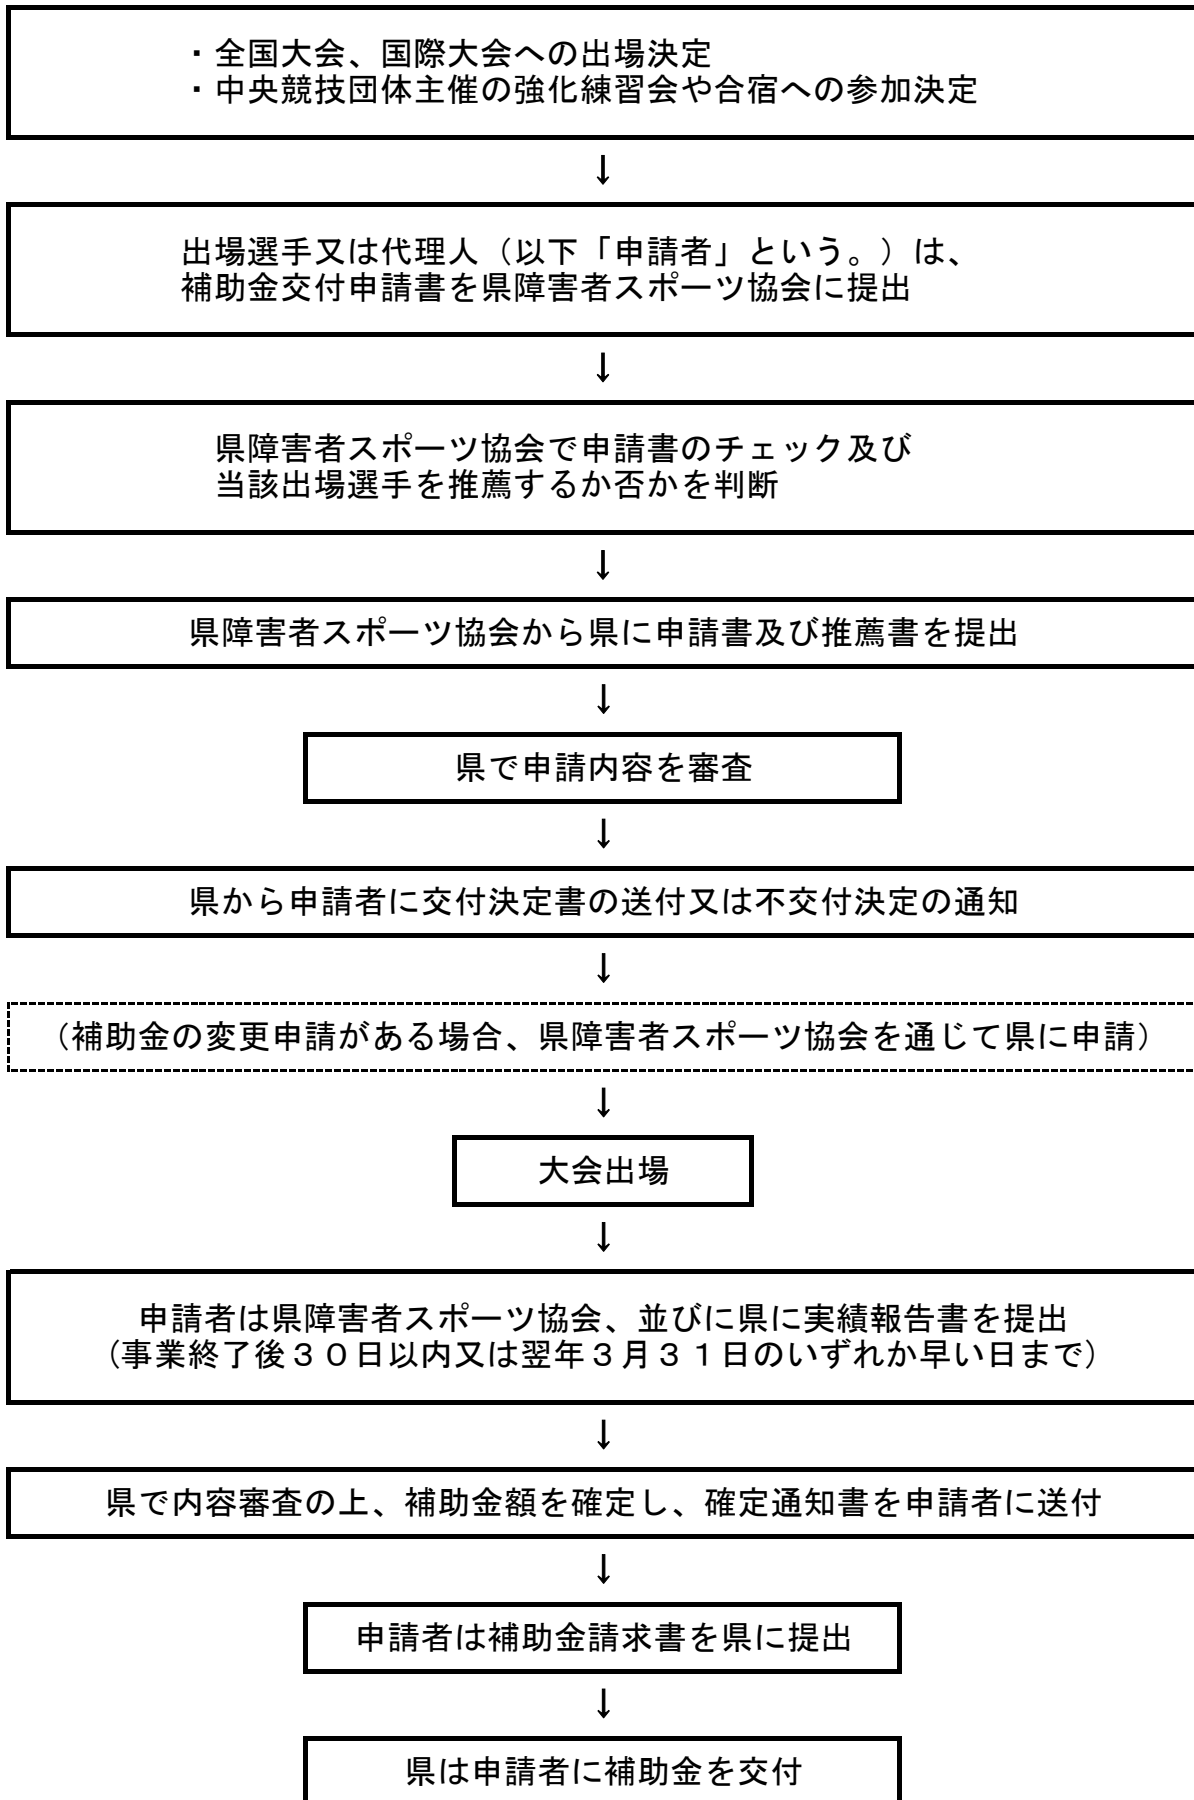 ・全国大会、国際大会への出場決定
・中央競技団体主催の強化練習会や合宿への参加決定
↓
出場選手又は代理人（以下「申請者」という。）は、
補助金交付申請書を県障害者スポーツ協会に提出
↓
県障害者スポーツ協会で申請書のチェック及び
当該出場選手を推薦するか否かを判断
↓
県障害者スポーツ協会から県に申請書及び推薦書を提出
↓
県で申請内容を審査
↓
県から申請者に交付決定書の送付又は不交付決定の通知
↓
（補助金の変更申請がある場合、県障害者スポーツ協会を通じて県に申請）
↓
大会出場
↓
申請者は県障害者スポーツ協会、並びに県に実績報告書を提出
（事業終了後３０日以内又は翌年３月３１日のいずれか早い日まで）
↓
県で内容審査の上、補助金額を確定し、確定通知書を申請者に送付
↓
申請者は補助金請求書を県に提出
↓
県は申請者に補助金を交付